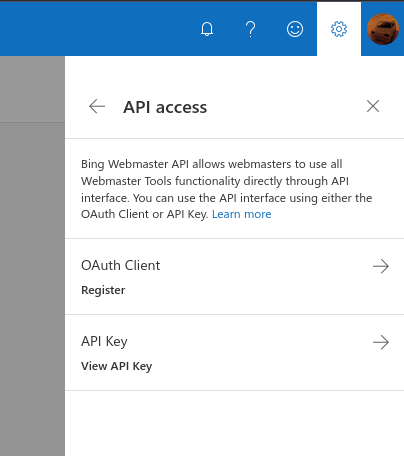 API access
Bing Webmaster API allows webmasters to use all
Webmaster Tools functionality directly through API
interface. You can use the API interface using either the
OAuth Client or API Key. Learn more
OAuth Client
Register
API Key
View API Key